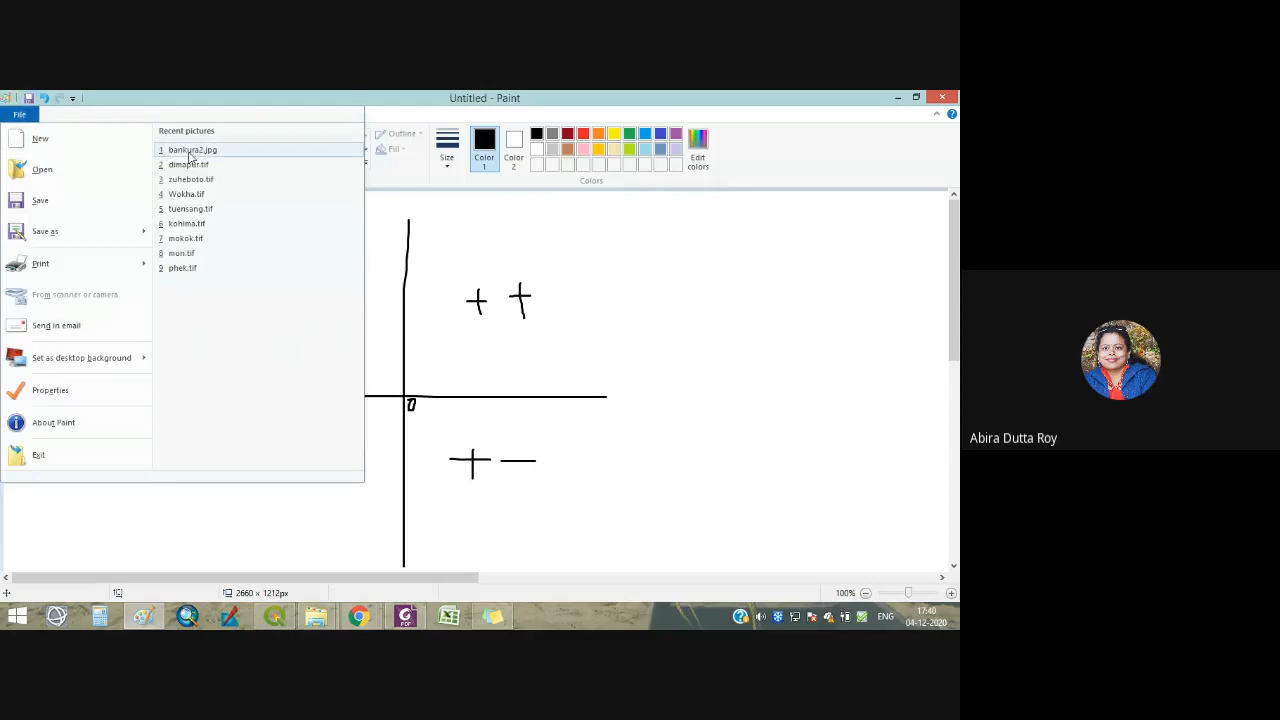 Untitled - Paint
File
New
Open
Save
Save as
Print
From scanner or camera
Send in email
Set as desktop background
Properties
About Paint
Exit
Recent pictures
1 bankura2.jpg
2 dimapur.tif
3 zuheboto.tif
4 Wokha.tif
5 tuensang.tif
6 kohima.tif
7 mokok.tif
8 mon.tif
9 phek.tif
Outline
Fill
Size
Color 1
Color 2
Edit colors
Colors
+ +
0
+ −
2660 × 1212px
100%
PDF
ENG
17:40
04-12-2020
Abira Dutta Roy